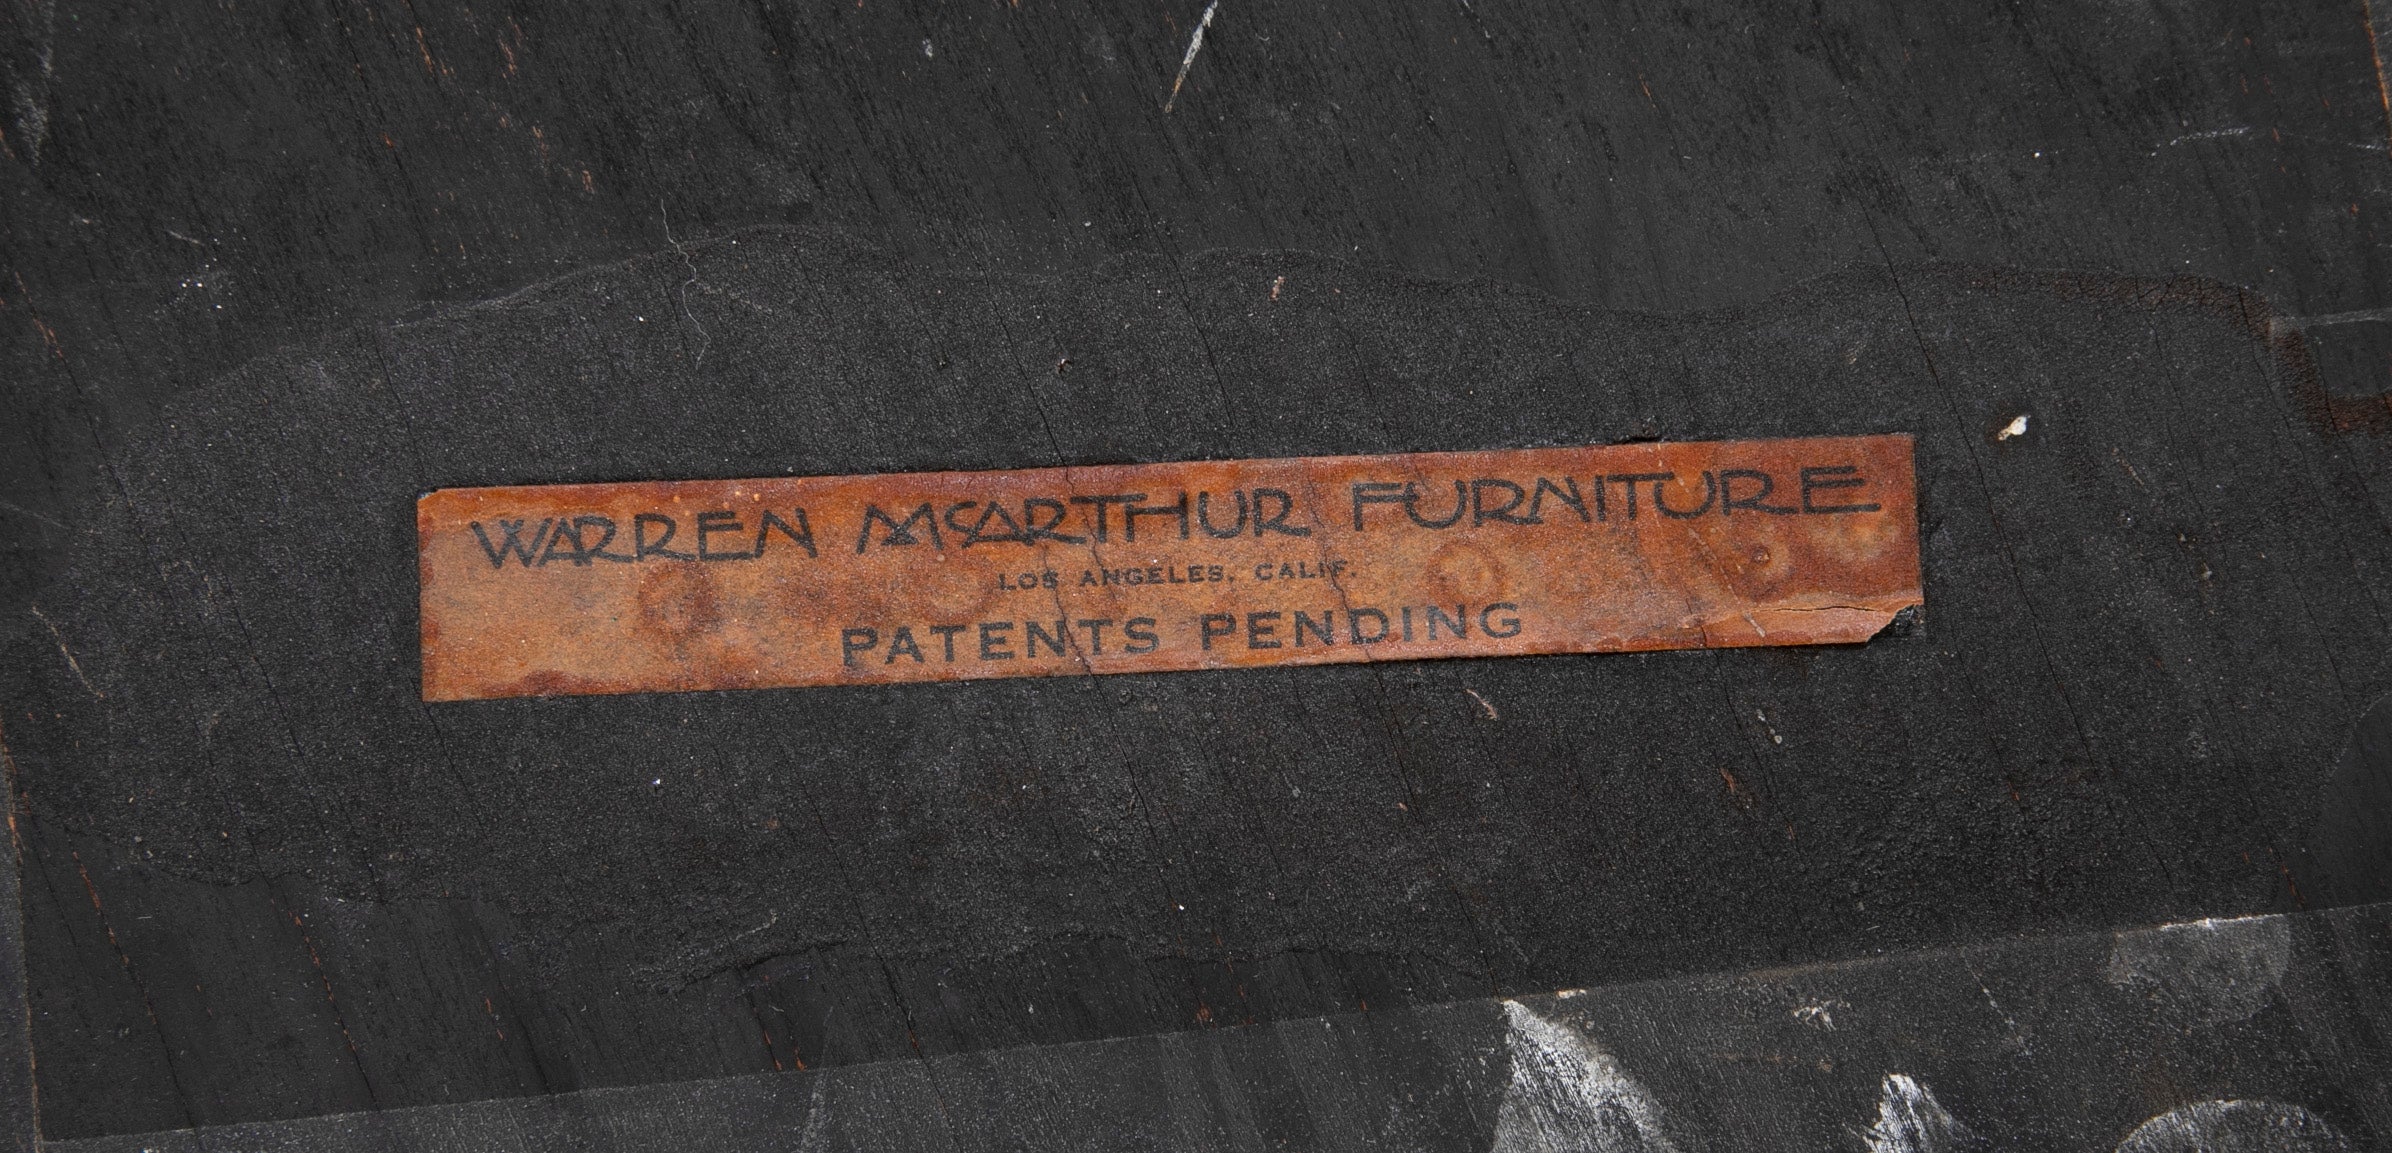 WARREN McARTHUR FURNITURE
LOS ANGELES, CALIF.
PATENTS PENDING